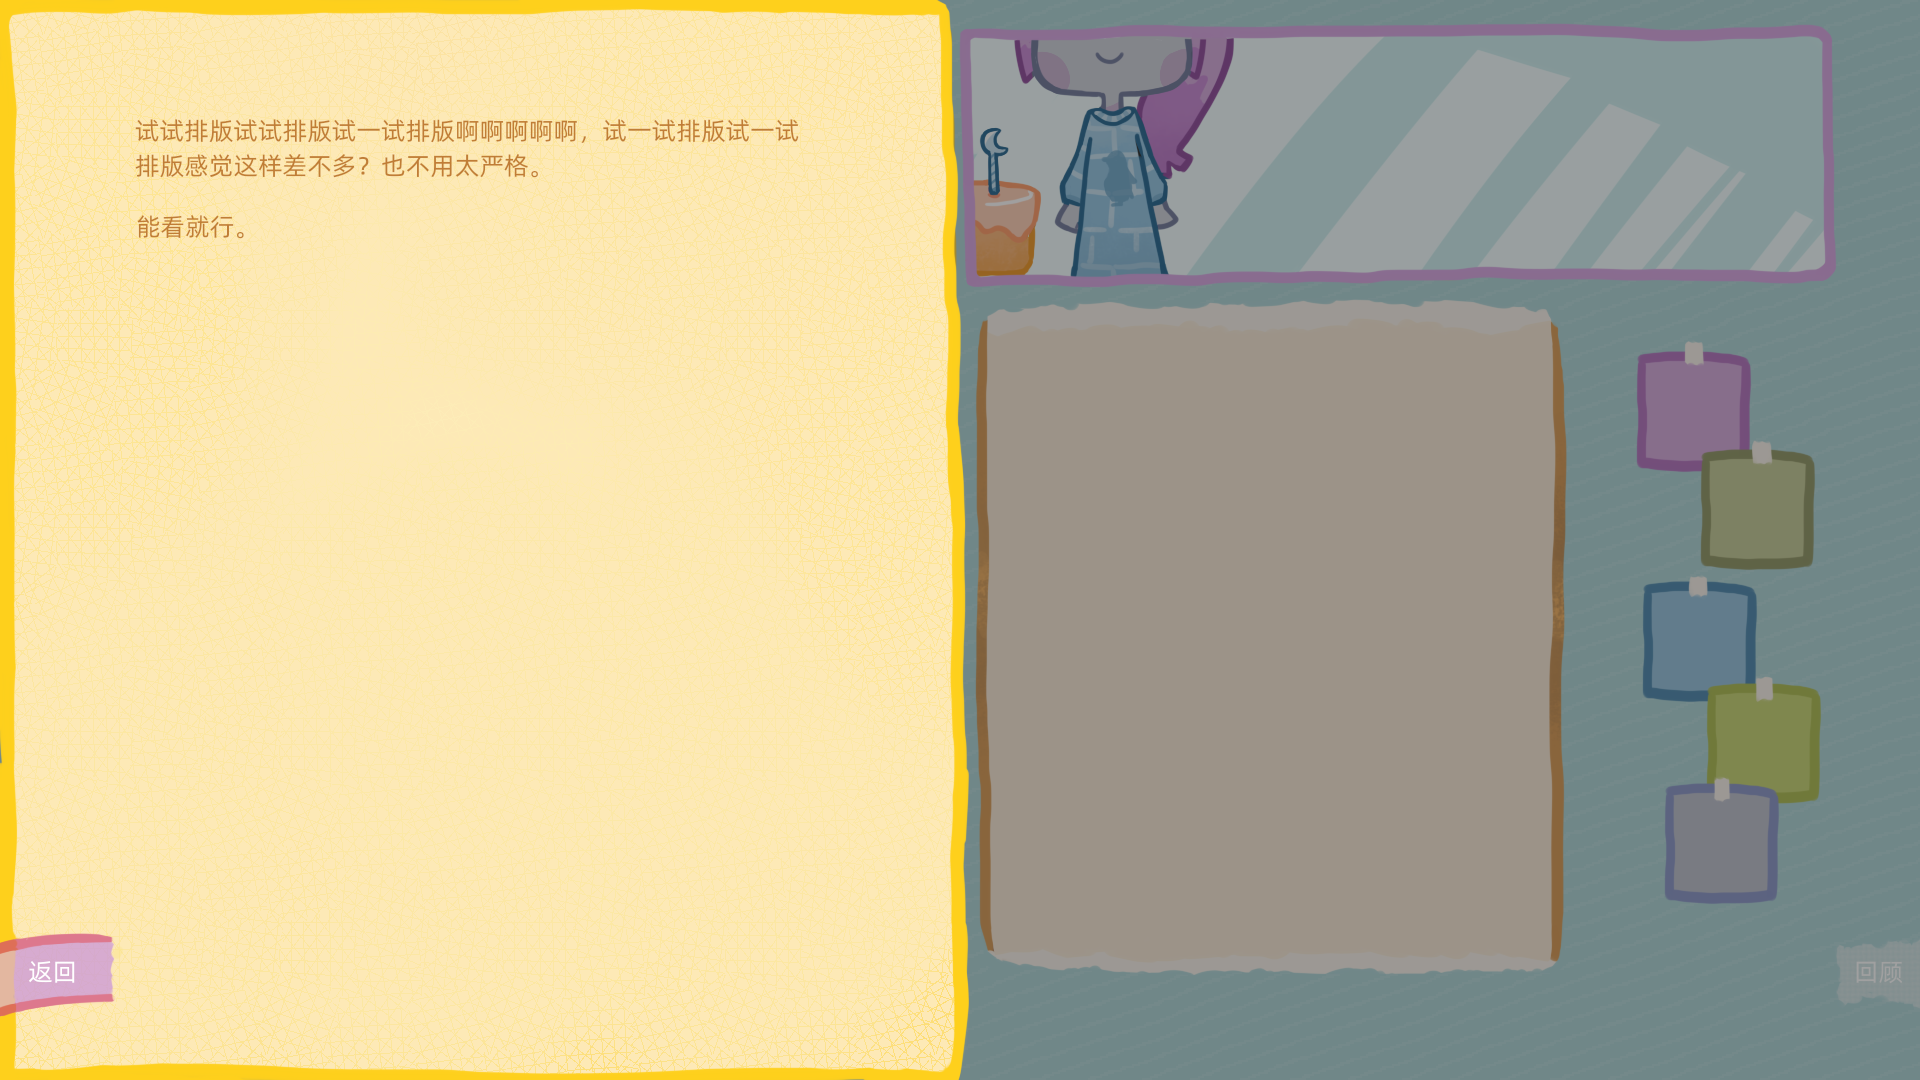 试试排版试试排版试一试排版啊啊啊啊啊，试一试排版试一试
排版感觉这样差不多？也不用太严格。
能看就行。
返回
回顾